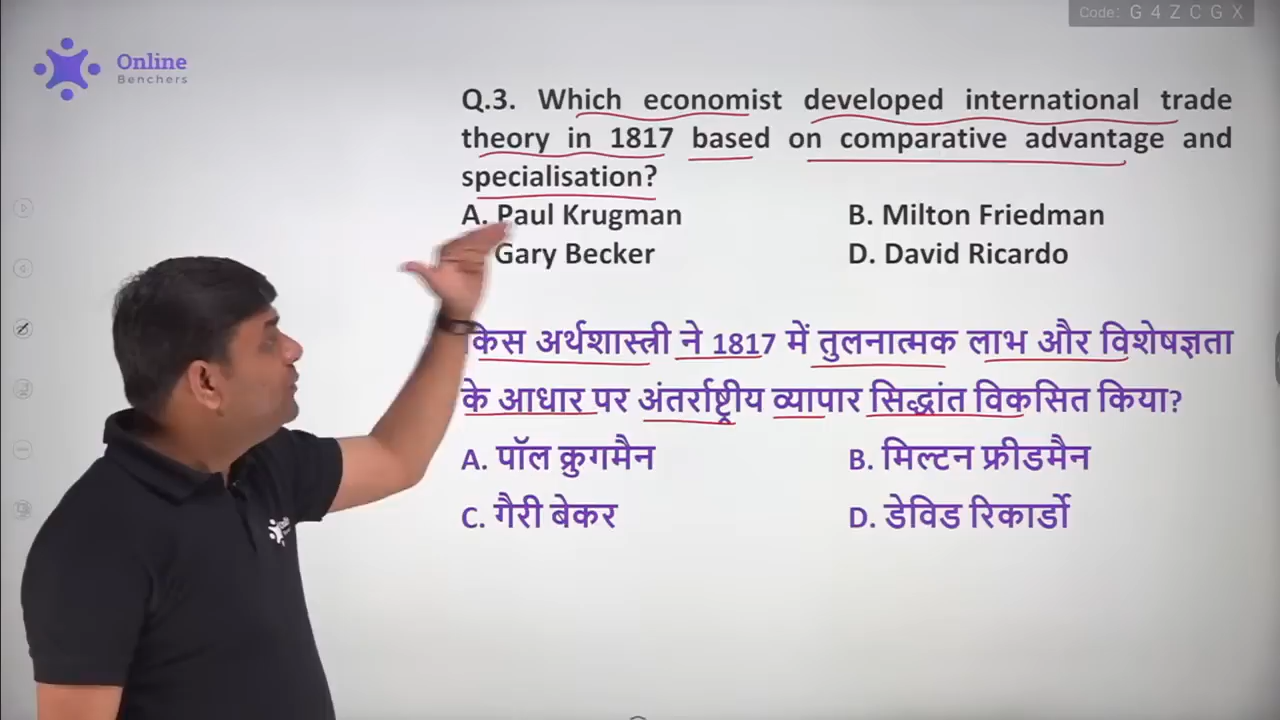 Code: G 4 Z C G X
Online
Benchers
Q.3. Which economist developed international trade
theory in 1817 based on comparative advantage and
specialisation?
A. Paul Krugman B. Milton Friedman
Gary Becker D. David Ricardo
किस अर्थशास्त्री ने 1817 में तुलनात्मक लाभ और विशेषज्ञता
के आधार पर अंतर्राष्ट्रीय व्यापार सिद्धांत विकसित किया?
A. पॉल क्रुगमैन B. मिल्टन फ्रीडमैन
C. गैरी बेकर D. डेविड रिकार्डो